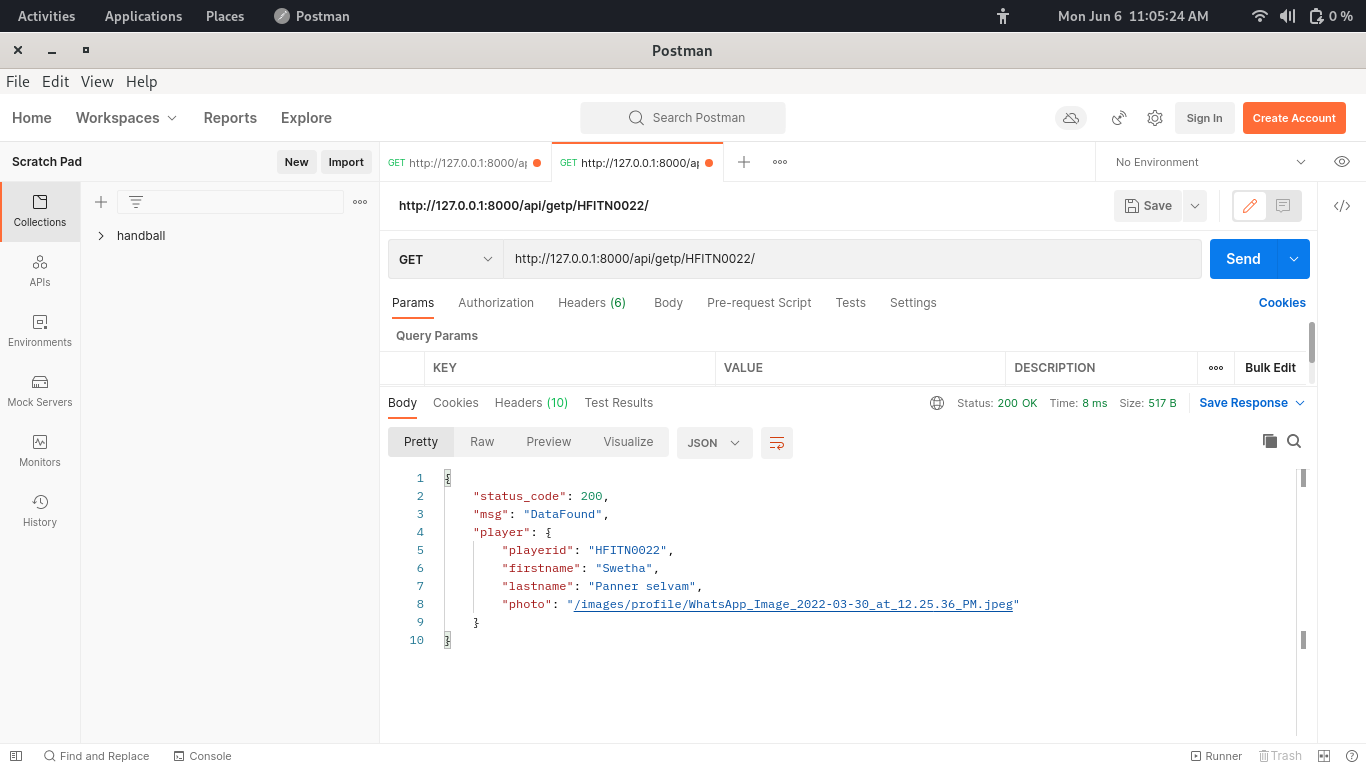 Activities Applications Places Postman Mon Jun 6 11:05:24 AM 0 %
Postman
File Edit View Help
Home Workspaces Reports Explore Search Postman Sign In Create Account
Scratch Pad New Import GET http://127.0.0.1:8000/ap GET http://127.0.0.1:8000/ap No Environment
Collections
handball
APIs
Environments
Mock Servers
Monitors
History
http://127.0.0.1:8000/api/getp/HFITN0022/ Save
GET http://127.0.0.1:8000/api/getp/HFITN0022/ Send
Params Authorization Headers (6) Body Pre-request Script Tests Settings Cookies
Query Params
KEY VALUE DESCRIPTION Bulk Edit
Body Cookies Headers (10) Test Results Status: 200 OK Time: 8 ms Size: 517 B Save Response
Pretty Raw Preview Visualize JSON
1 {
2 "status_code": 200,
3 "msg": "DataFound",
4 "player": {
5 "playerid": "HFITN0022",
6 "firstname": "Swetha",
7 "lastname": "Panner selvam",
8 "photo": "/images/profile/WhatsApp_Image_2022-03-30_at_12.25.36_PM.jpeg"
9 }
10 }
Find and Replace Console Runner Trash